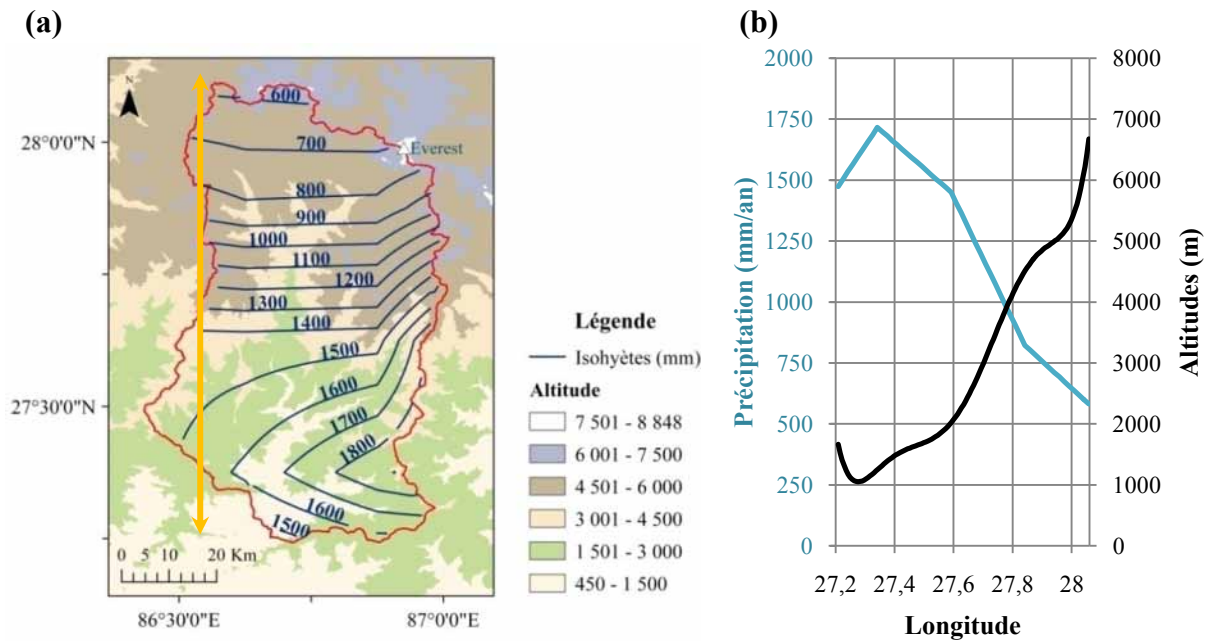 (a)
N
600
28°0'0"N
700
Everest
800
900
1000
1100
1200
1300
1400
1500
1600
1700
1800
27°30'0"N
1600
1500
0 5 10 20 Km
86°30'0"E 87°0'0"E
Légende
Isohyètes (mm)
Altitude
7 501 - 8 848
6 001 - 7 500
4 501 - 6 000
3 001 - 4 500
1 501 - 3 000
450 - 1 500
(b)
2000 8000
1750 7000
1500 6000
1250 5000
1000 4000
750 3000
500 2000
250 1000
0 0
Précipitation (mm/an)
Altitudes (m)
27,2 27,4 27,6 27,8 28
Longitude